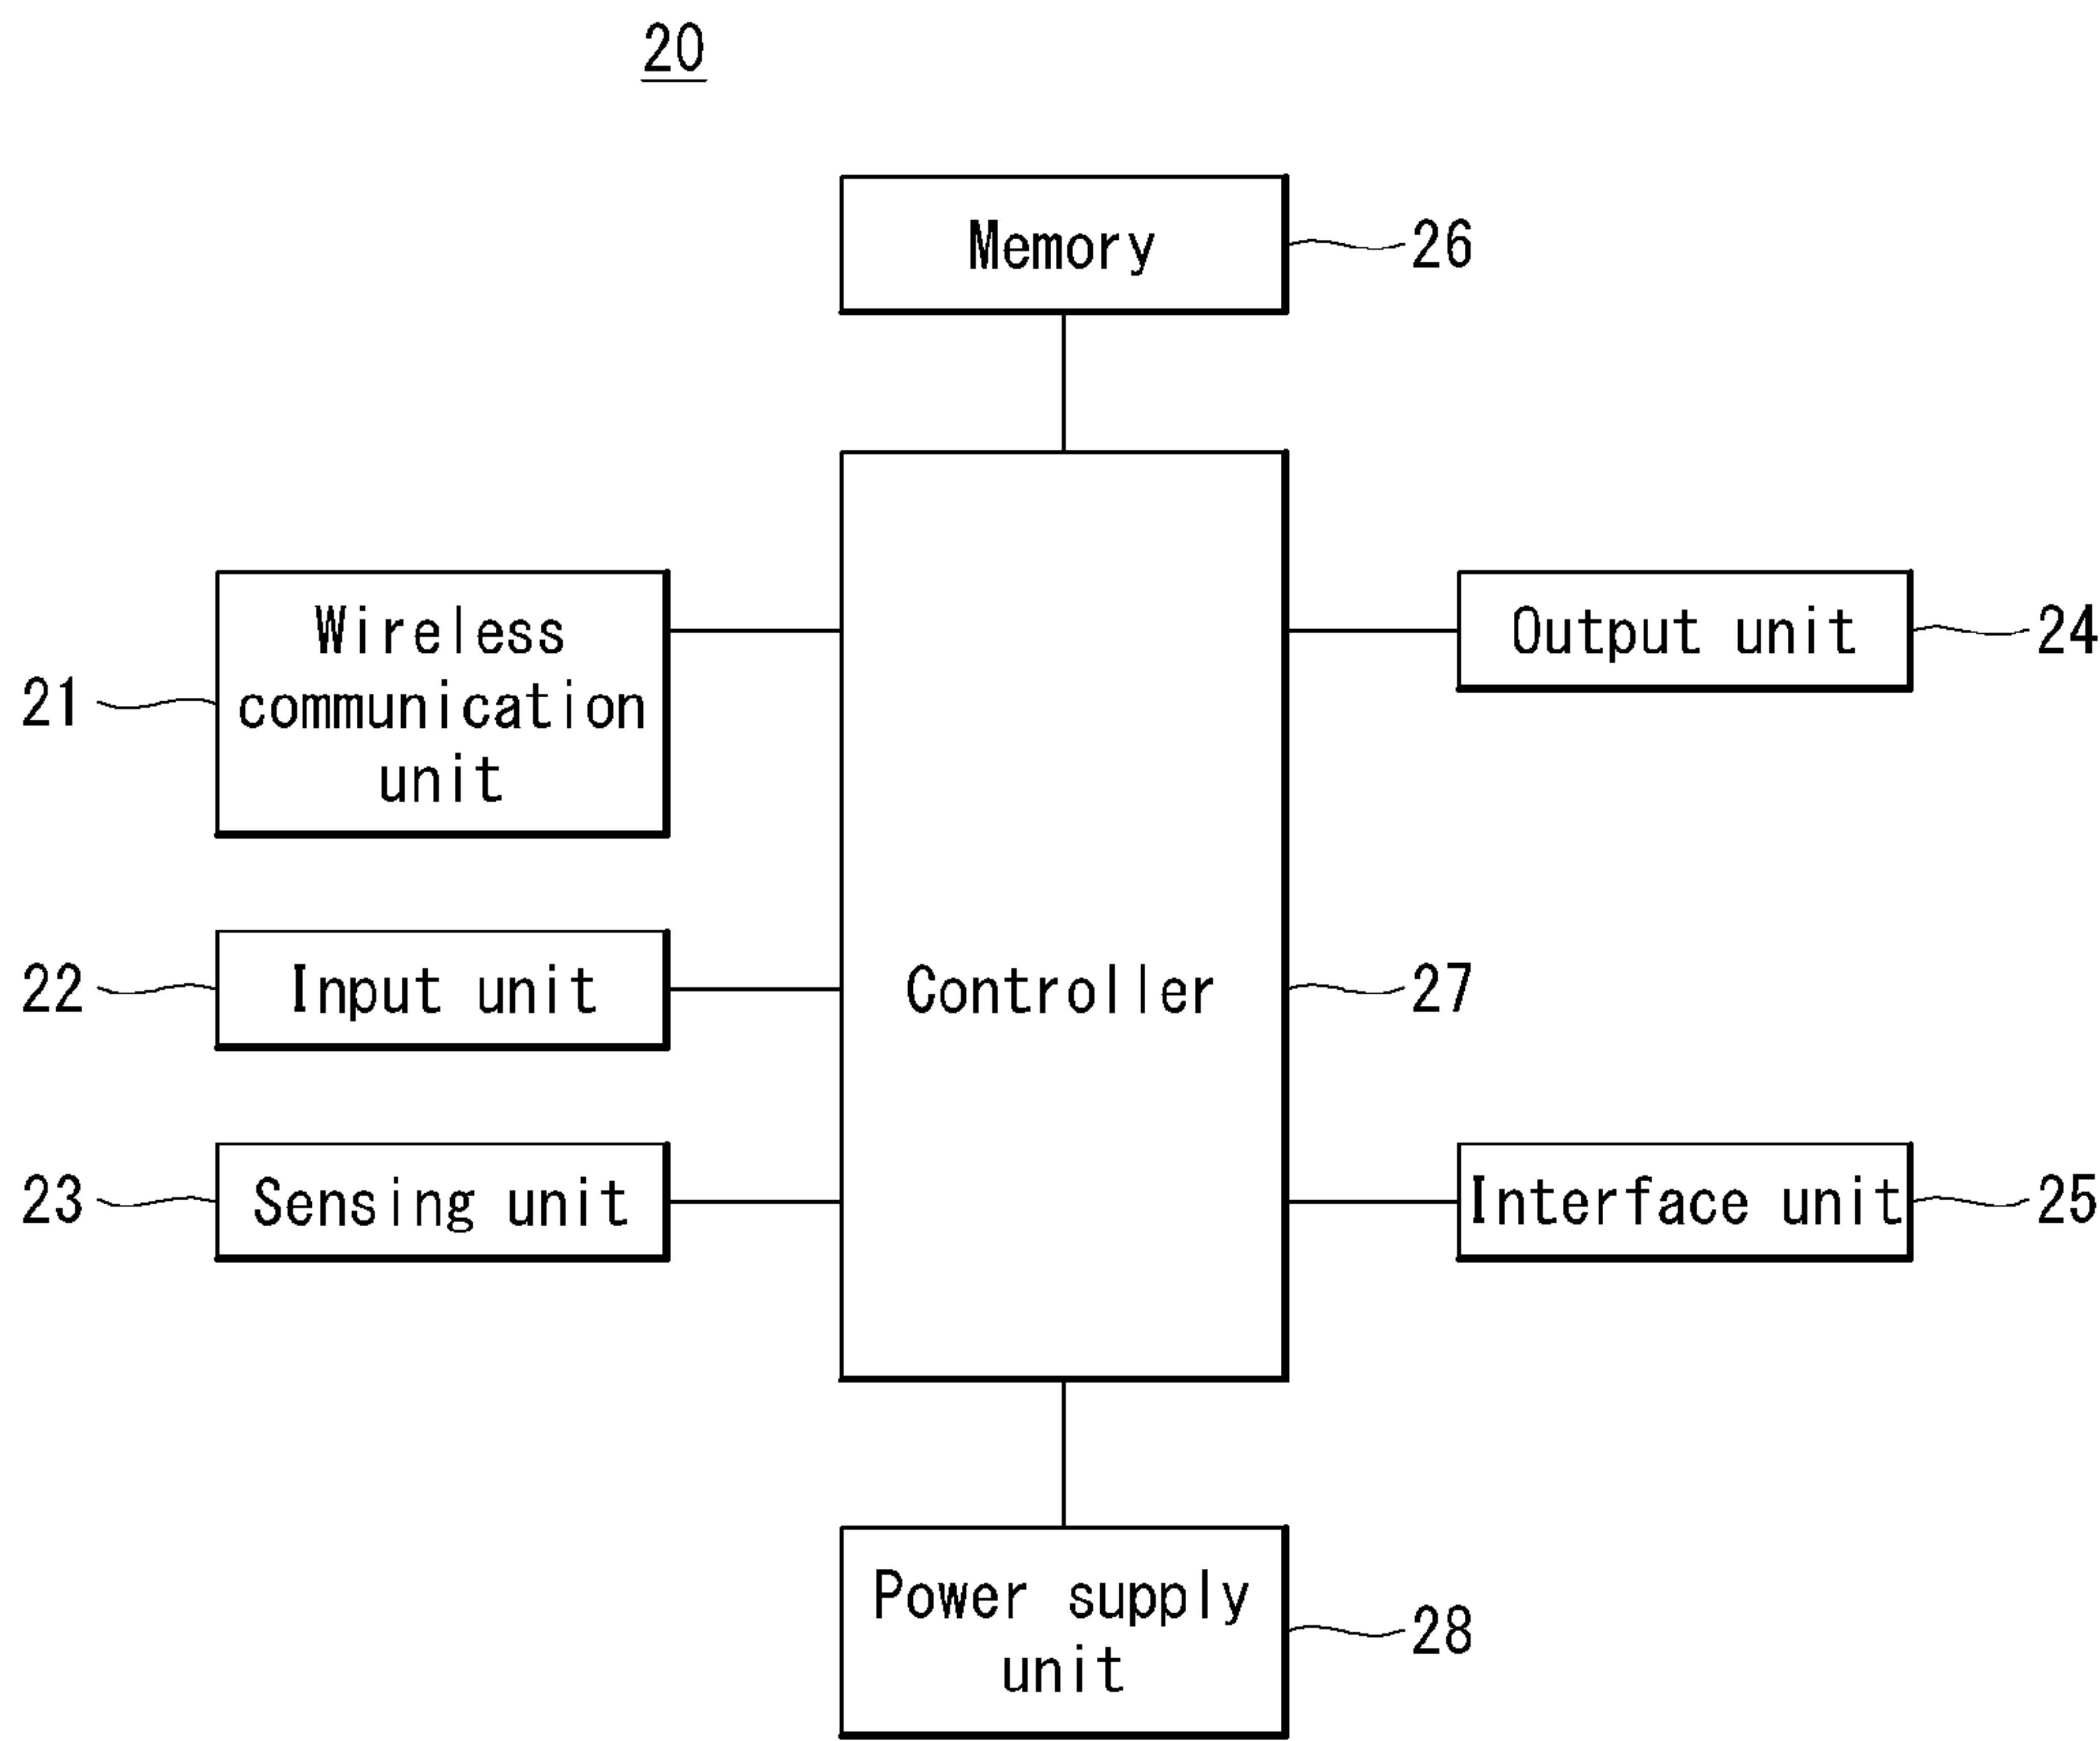 20
Memory
26
Wireless
communication
unit
21
Output unit
24
22
Input unit
Controller
27
23
Sensing unit
Interface unit
25
Power supply
unit
28